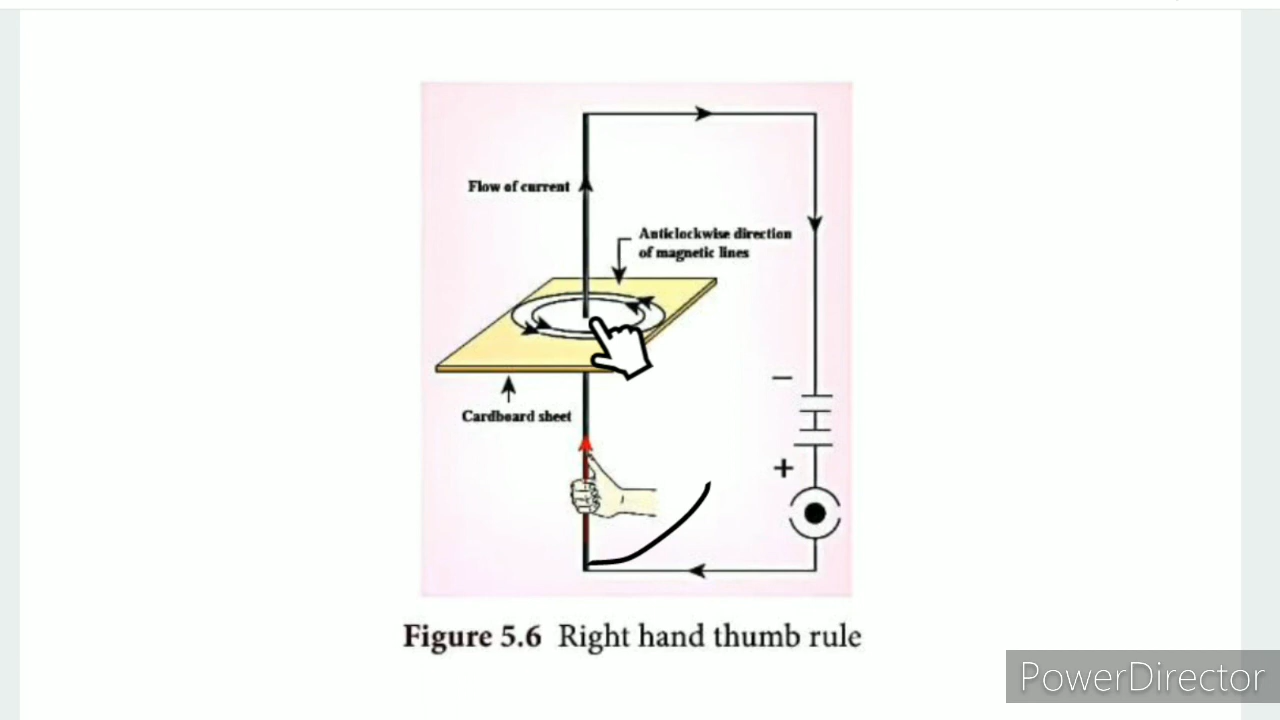 Flow of current
Anticlockwise direction
of magnetic lines
−
Cardboard sheet
+
Figure 5.6 Right hand thumb rule
PowerDirector